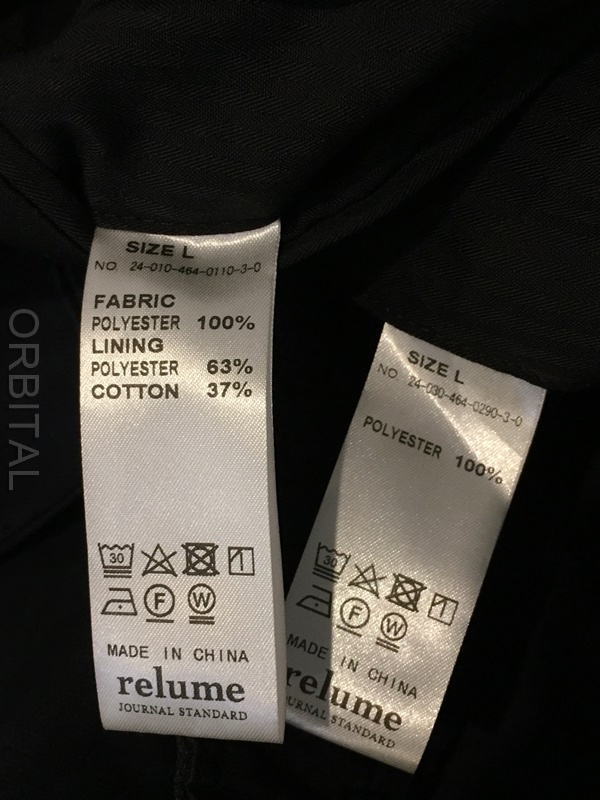 SIZE L
NO 24-010-464-0110-3-0
FABRIC
POLYESTER 100%
LINING
POLYESTER 63%
COTTON 37%
30
F W
MADE IN CHINA
relume
JOURNAL STANDARD
SIZE L
NO 24-030-464-0290-3-0
POLYESTER 100%
30
F W
MADE IN CHINA
relume
JOURNAL STANDARD
ORBITAL